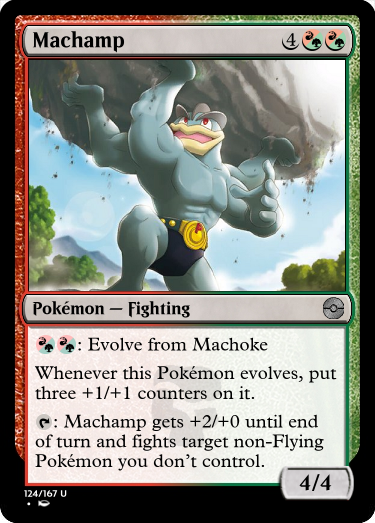 Machamp 4
Pokémon — Fighting
: Evolve from Machoke
Whenever this Pokémon evolves, put
three +1/+1 counters on it.
: Machamp gets +2/+0 until end
of turn and fights target non-Flying
Pokémon you don't control.
4/4
124/167 U